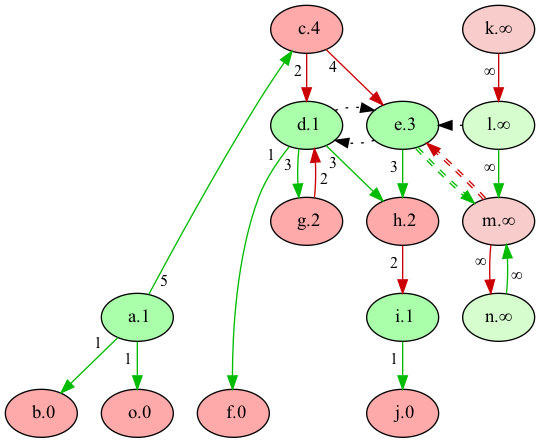 c.4 k.∞
2 4 ∞
d.1 e.3 l.∞
1 3 3 3 ∞
2
g.2 h.2 m.∞
2 ∞ ∞
5
a.1 i.1 n.∞
1 1 1
b.0 o.0 f.0 j.0